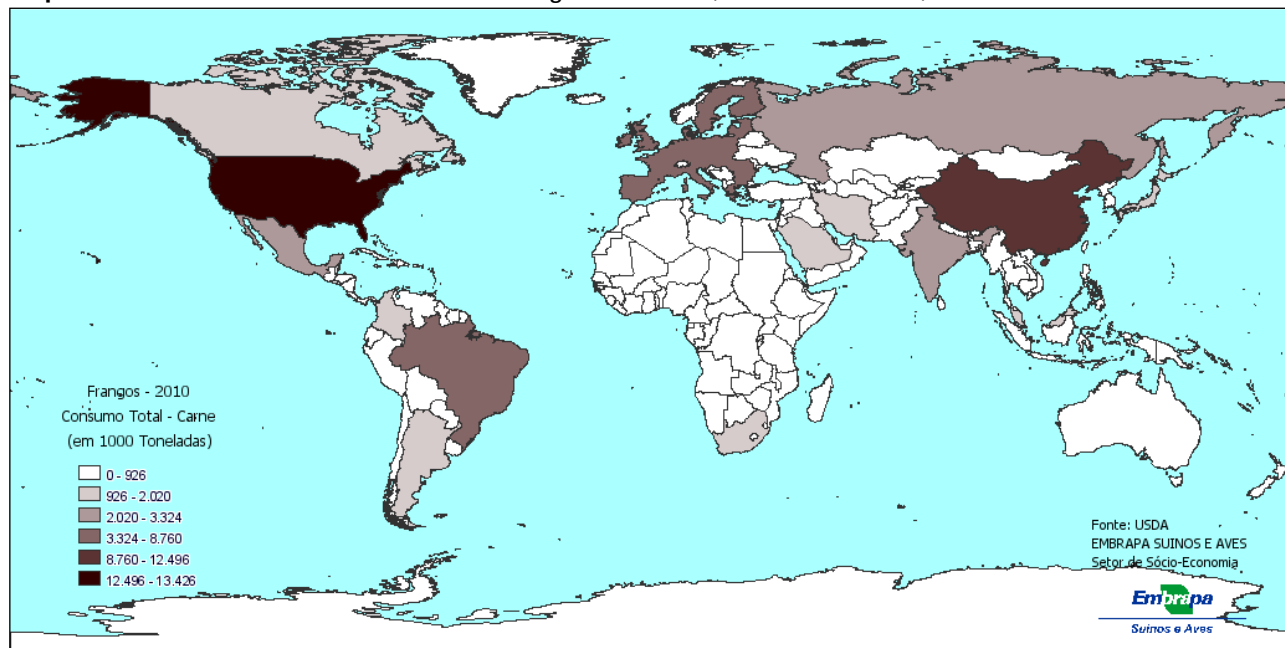 Frangos - 2010
Consumo Total - Carne
(em 1000 Toneladas)
0 - 926
926 - 2.020
2.020 - 3.324
3.324 - 8.760
8.760 - 12.496
12.496 - 13.426
Fonte: USDA
EMBRAPA SUINOS E AVES
Setor de Sócio-Economia
Embrapa
Suínos e Aves